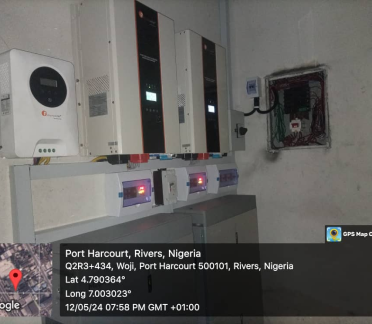 GPS Map C
Port Harcourt, Rivers, Nigeria
Q2R3+434, Woji, Port Harcourt 500101, Rivers, Nigeria
Lat 4.790364°
Long 7.003023°
12/05/24 07:58 PM GMT +01:00
ogle